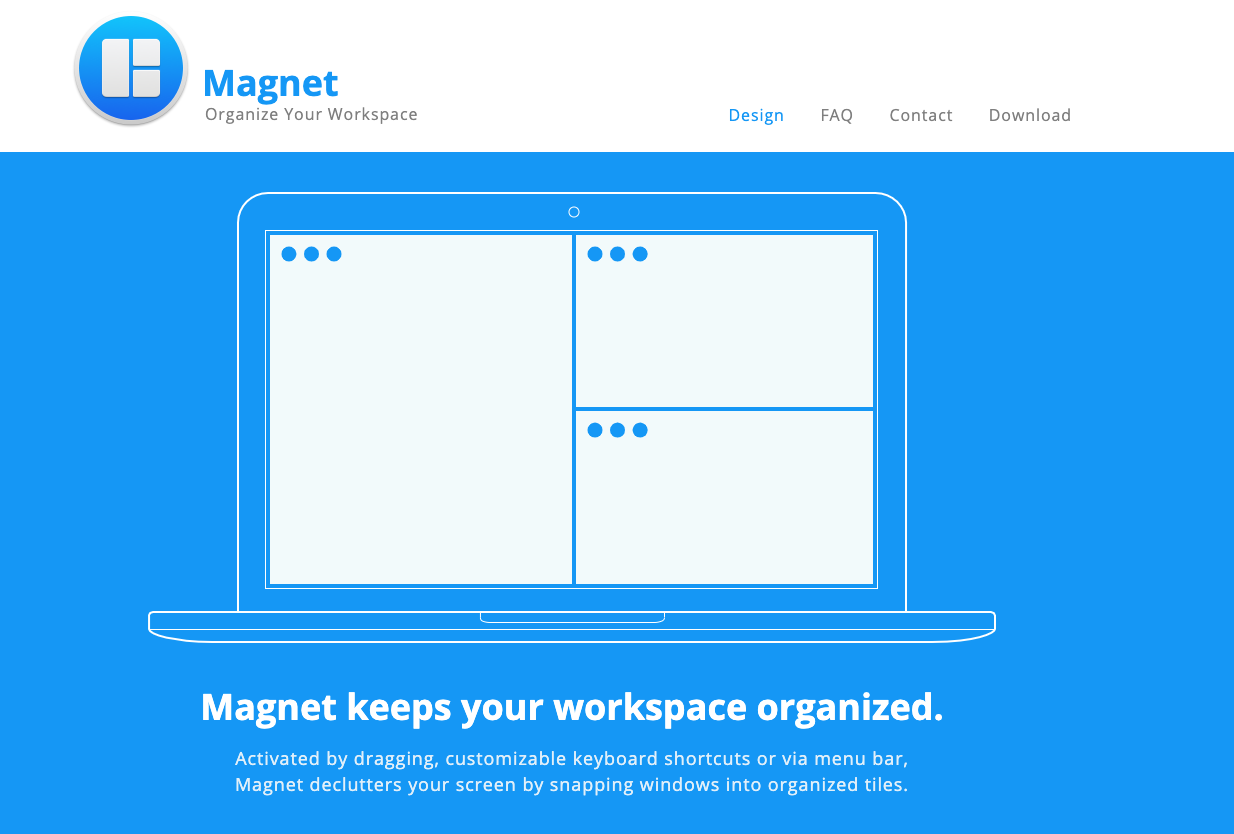 Magnet
Organize Your Workspace
Design FAQ Contact Download
Magnet keeps your workspace organized.
Activated by dragging, customizable keyboard shortcuts or via menu bar,
Magnet declutters your screen by snapping windows into organized tiles.